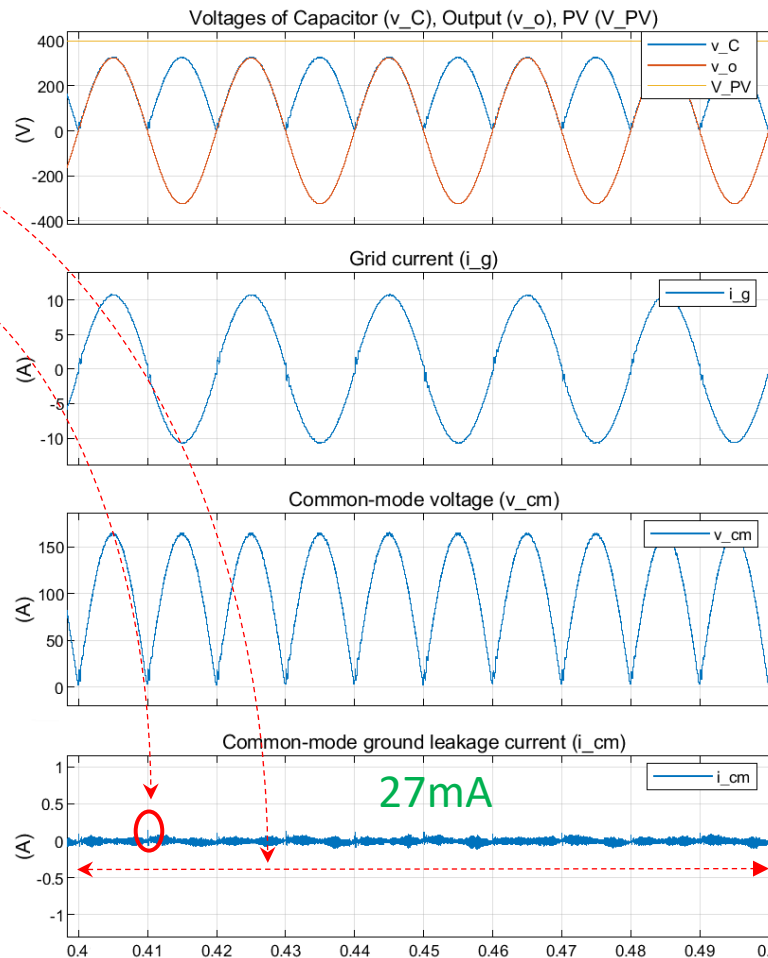 Voltages of Capacitor (v_C), Output (v_o), PV (V_PV)
(V)
400
200
0
-200
-400
v_C
v_o
V_PV
Grid current (i_g)
(A)
10
5
0
-5
-10
i_g
Common-mode voltage (v_cm)
(A)
150
100
50
0
v_cm
Common-mode ground leakage current (i_cm)
(A)
1
0.5
0
-0.5
-1
i_cm
27mA
0.4 0.41 0.42 0.43 0.44 0.45 0.46 0.47 0.48 0.49